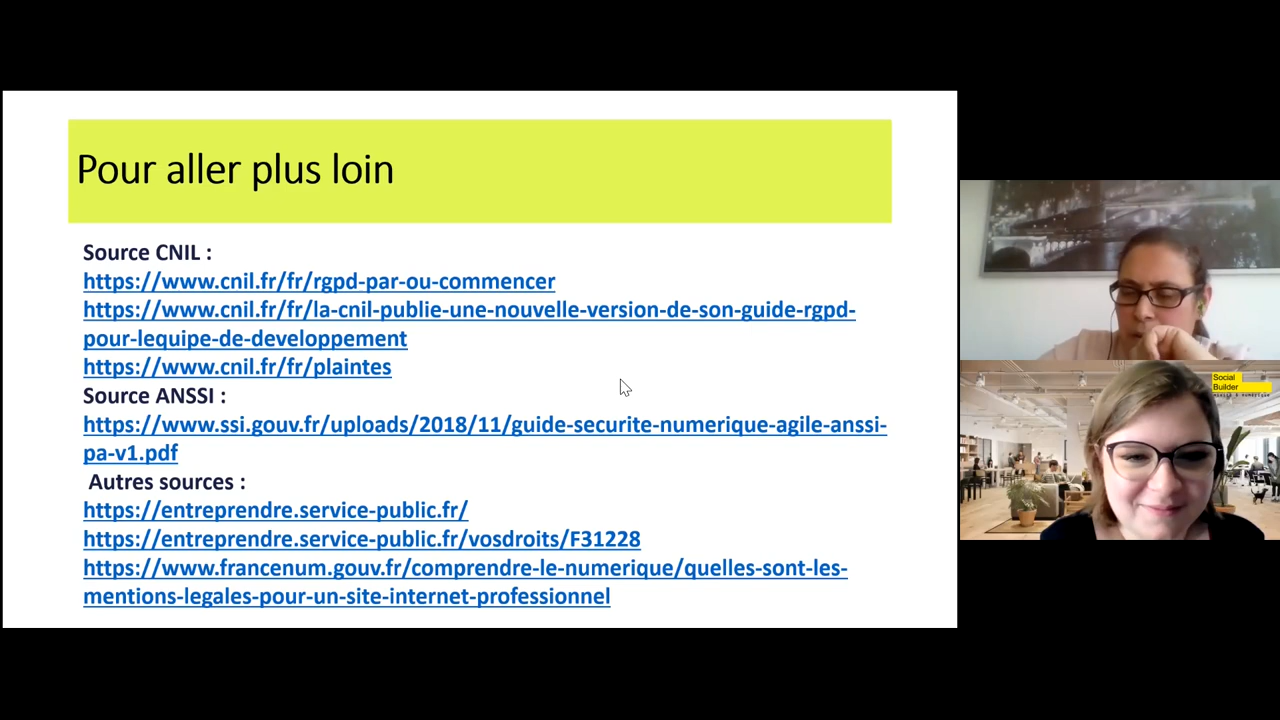 Pour aller plus loin
Source CNIL :
https://www.cnil.fr/fr/rgpd-par-ou-commencer
https://www.cnil.fr/fr/la-cnil-publie-une-nouvelle-version-de-son-guide-rgpd-
pour-lequipe-de-developpement
https://www.cnil.fr/fr/plaintes
Source ANSSI :
https://www.ssi.gouv.fr/uploads/2018/11/guide-securite-numerique-agile-anssi-
pa-v1.pdf
Autres sources :
https://entreprendre.service-public.fr/
https://entreprendre.service-public.fr/vosdroits/F31228
https://www.francenum.gouv.fr/comprendre-le-numerique/quelles-sont-les-
mentions-legales-pour-un-site-internet-professionnel
Social
Builder